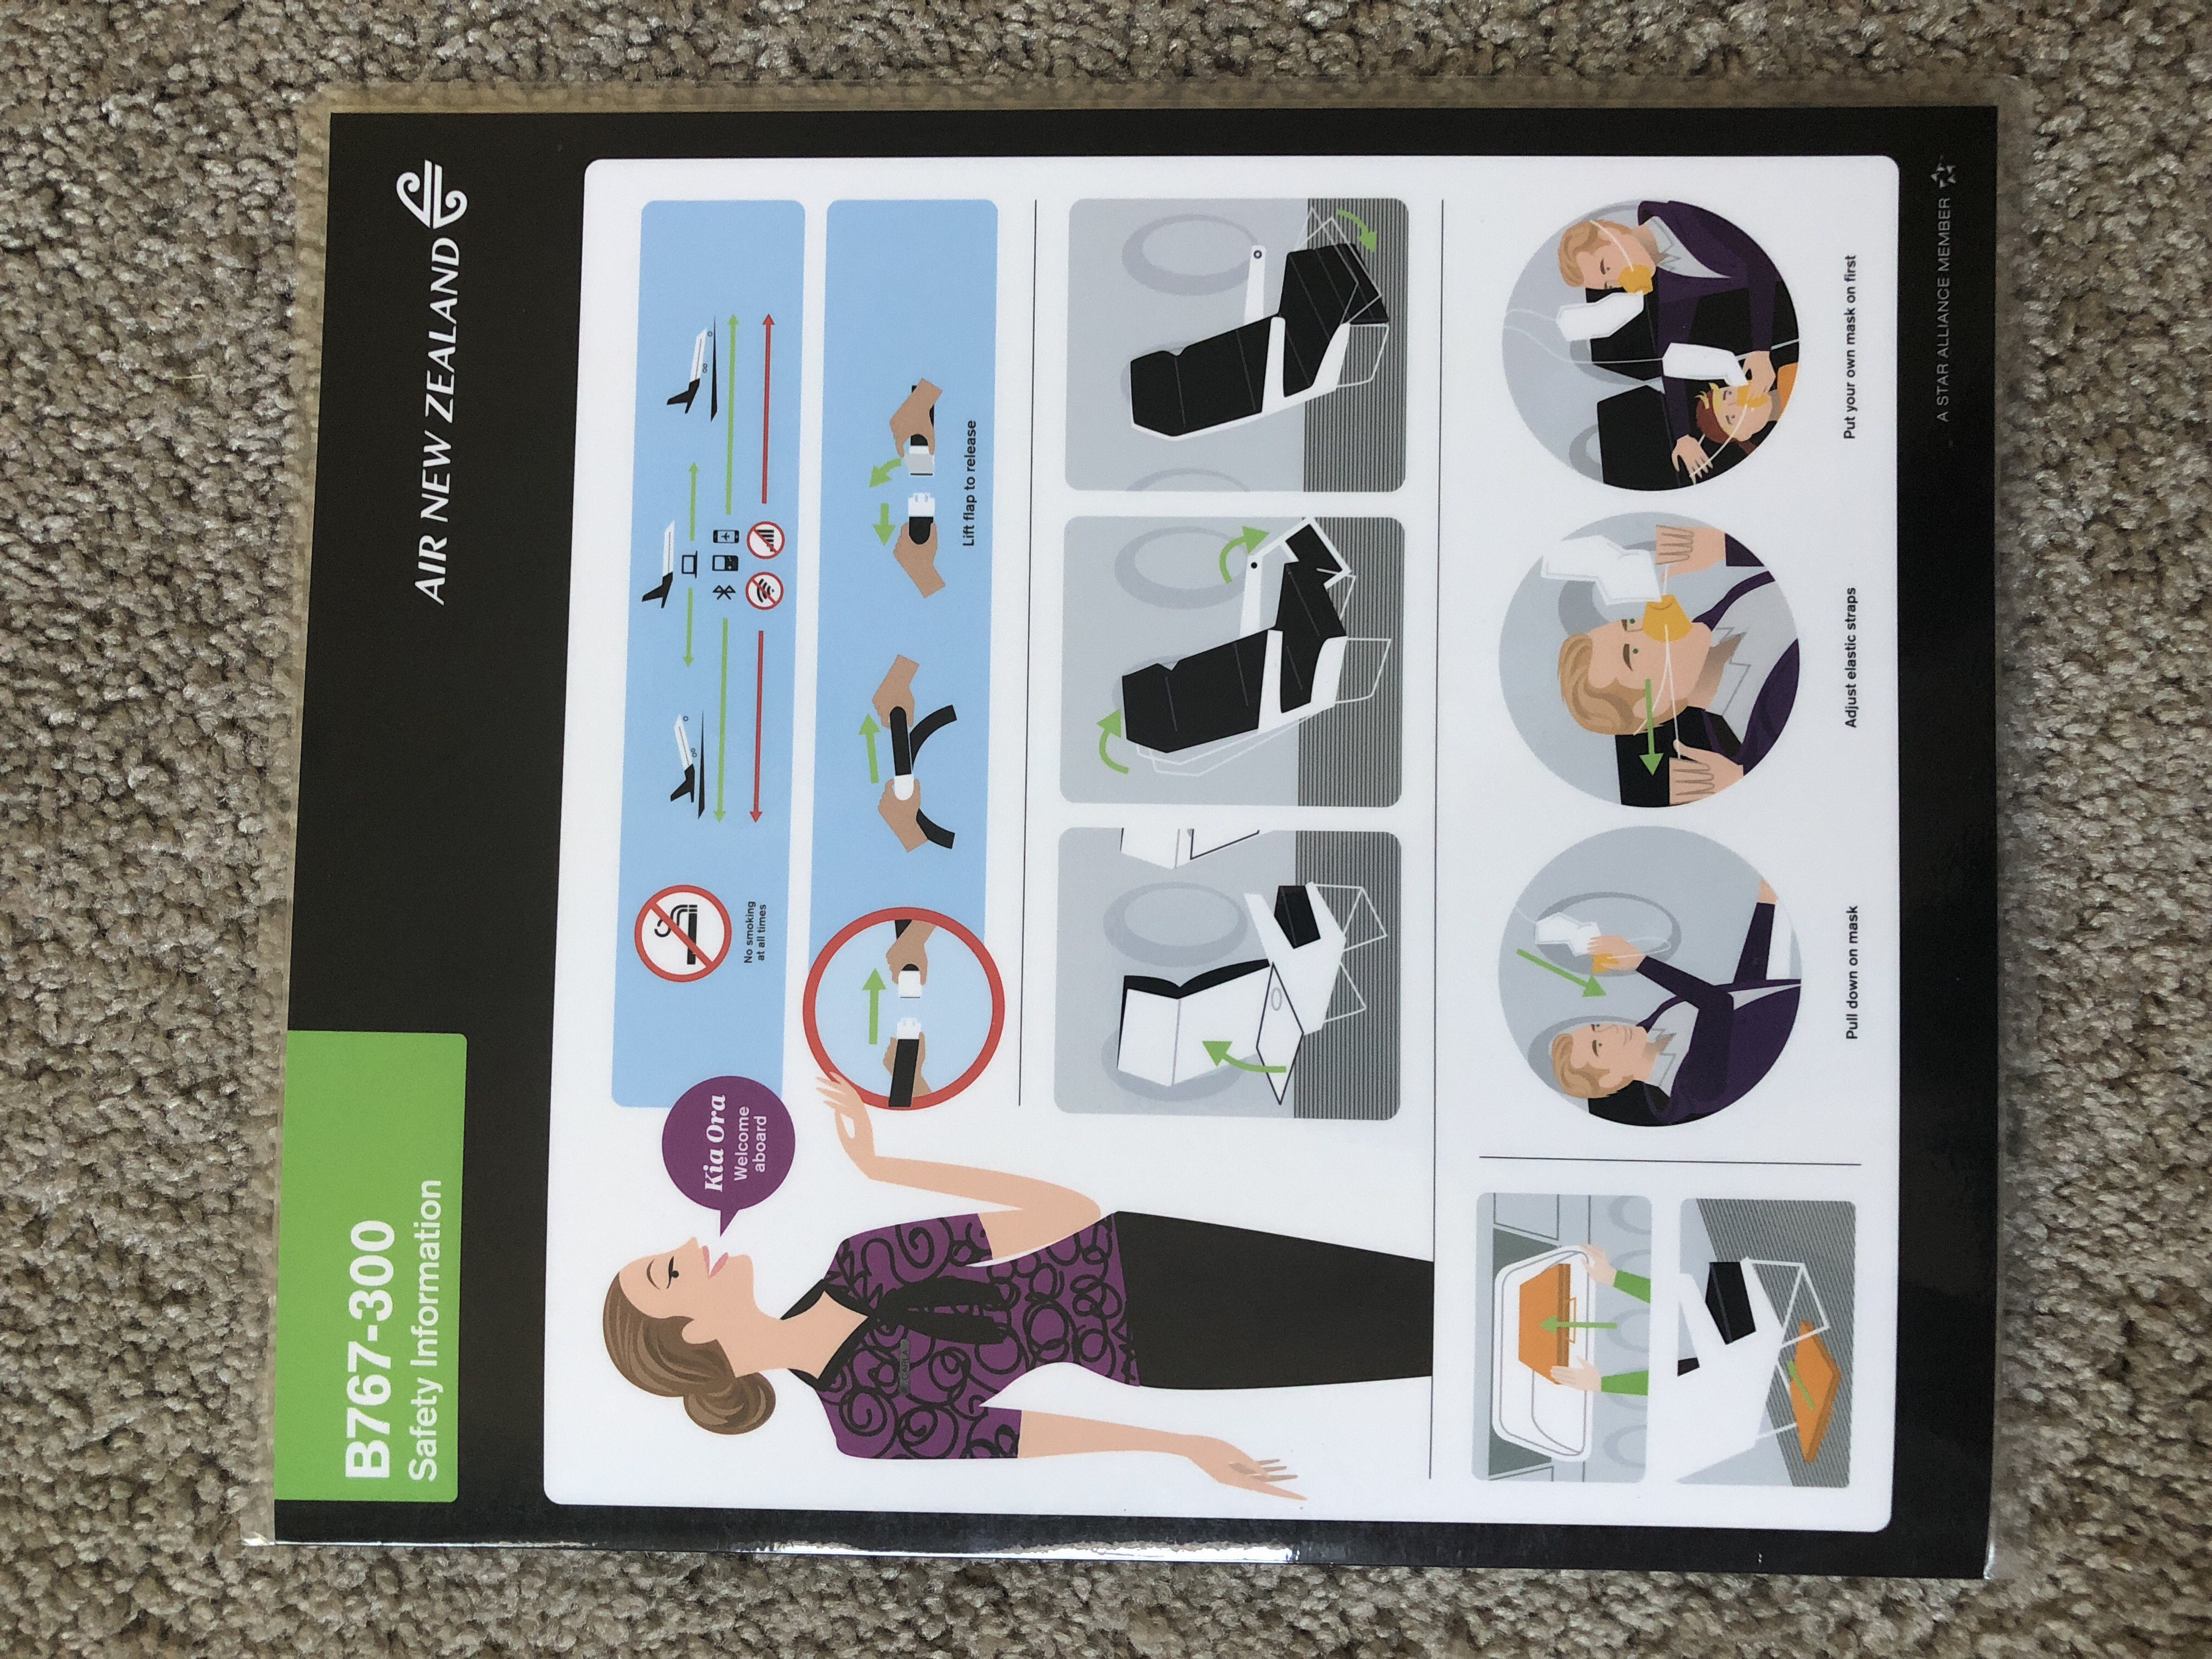 B767-300
Safety Information
AIR NEW ZEALAND
Kia Ora
Welcome
aboard
No smoking
at all times
CARLA
Lift flap to release
Pull down on mask
Adjust elastic straps
Put your own mask on first
A STAR ALLIANCE MEMBER